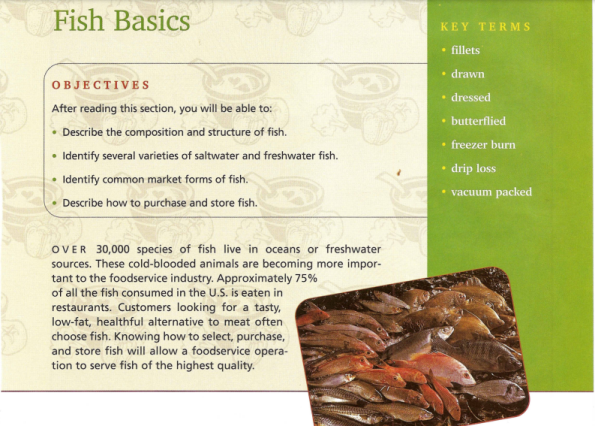 Fish Basics
OBJECTIVES
After reading this section, you will be able to:
• Describe the composition and structure of fish.
• Identify several varieties of saltwater and freshwater fish.
• Identify common market forms of fish.
• Describe how to purchase and store fish.
KEY TERMS
• fillets
• drawn
• dressed
• butterflied
• freezer burn
• drip loss
• vacuum packed
OVER 30,000 species of fish live in oceans or freshwater
sources. These cold-blooded animals are becoming more impor-
tant to the foodservice industry. Approximately 75%
of all the fish consumed in the U.S. is eaten in
restaurants. Customers looking for a tasty,
low-fat, healthful alternative to meat often
choose fish. Knowing how to select, purchase,
and store fish will allow a foodservice opera-
tion to serve fish of the highest quality.